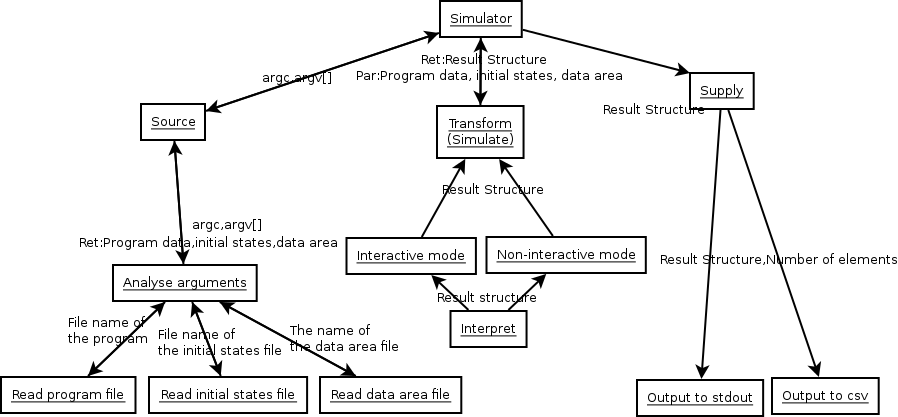 Simulator
Ret:Result Structure
argc,argv[]
Par:Program data, initial states, data area
Supply
Result Structure
Source
Transform
(Simulate)
Result Structure
argc,argv[]
Ret:Program data,initial states,data area
Interactive mode
Non-interactive mode
Result Structure,Number of elements
Analyse arguments
Result structure
File name of
the program
File name of
the initial states file
The name of
the data area file
Interpret
Read program file
Read initial states file
Read data area file
Output to stdout
Output to csv